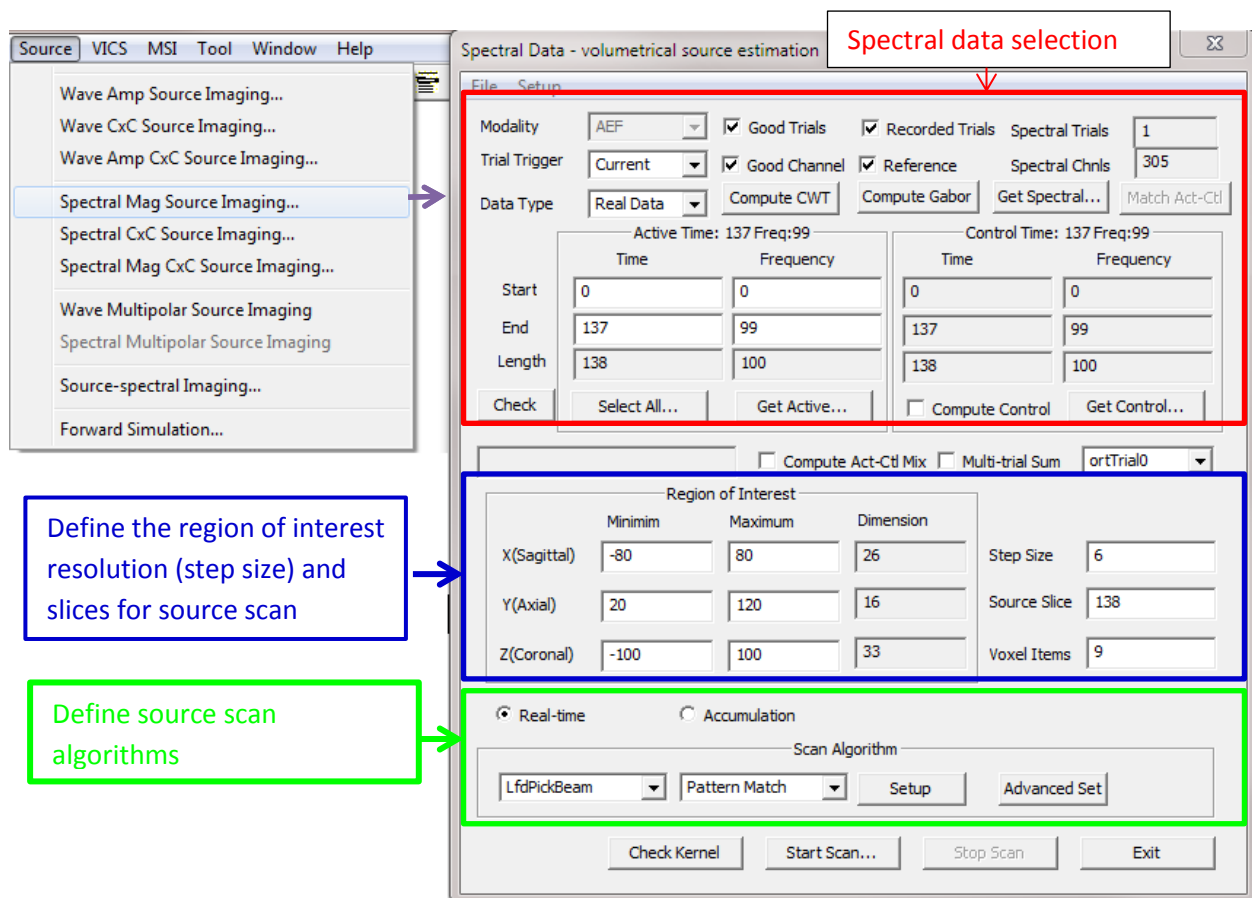 Source VICS MSI Tool Window Help
Wave Amp Source Imaging...
Wave CxC Source Imaging...
Wave Amp CxC Source Imaging...
Spectral Mag Source Imaging...
Spectral CxC Source Imaging...
Spectral Mag CxC Source Imaging...
Wave Multipolar Source Imaging
Spectral Multipolar Source Imaging
Source-spectral Imaging...
Forward Simulation...
Define the region of interest
resolution (step size) and
slices for source scan
Define source scan
algorithms
Spectral data selection
Spectral Data - volumetrical source estimation
File Setup
Modality AEF Good Trials Recorded Trials Spectral Trials 1
Trial Trigger Current Good Channel Reference Spectral Chnls 305
Data Type Real Data Compute CWT Compute Gabor Get Spectral... Match Act-Ctl
Active Time: 137 Freq:99 Control Time: 137 Freq:99
Time Frequency Time Frequency
Start 0 0 0 0
End 137 99 137 99
Length 138 100 138 100
Check Select All... Get Active... Compute Control Get Control...
Compute Act-Ctl Mix Multi-trial Sum ortTrial0
Region of Interest
Minimim Maximum Dimension
X(Sagittal) -80 80 26 Step Size 6
Y(Axial) 20 120 16 Source Slice 138
Z(Coronal) -100 100 33 Voxel Items 9
Real-time Accumulation
Scan Algorithm
LfdPickBeam Pattern Match Setup Advanced Set
Check Kernel Start Scan... Stop Scan Exit